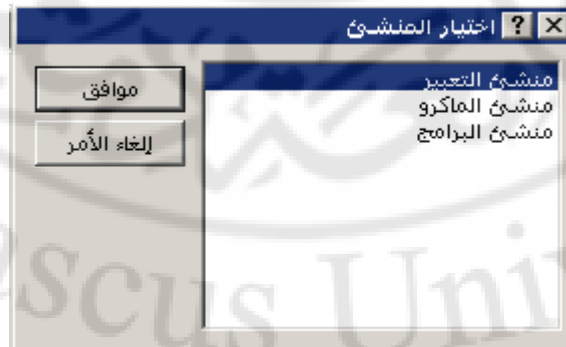 اختيار المنشئ
منشئ التعبير
منشئ الماكرو
منشئ البرامج
موافق
إلغاء الأمر